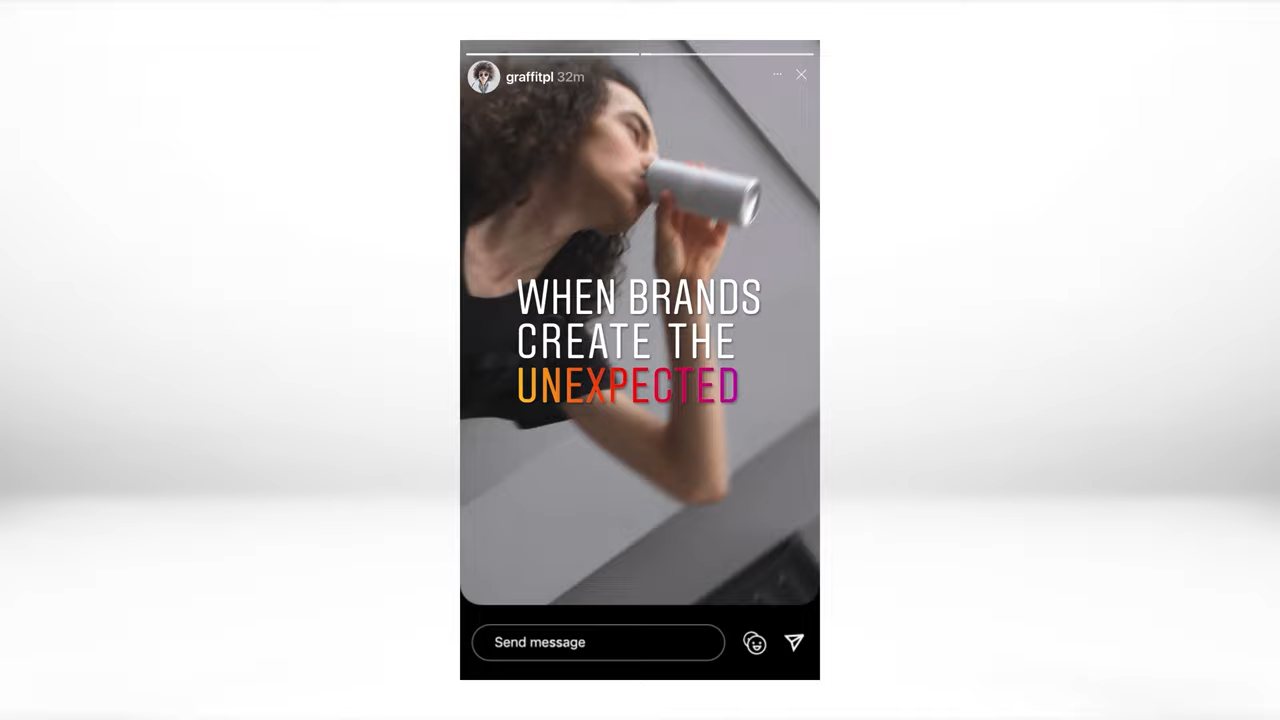 graffitpl 32m
WHEN BRANDS
CREATE THE
UNEXPECTED
Send message